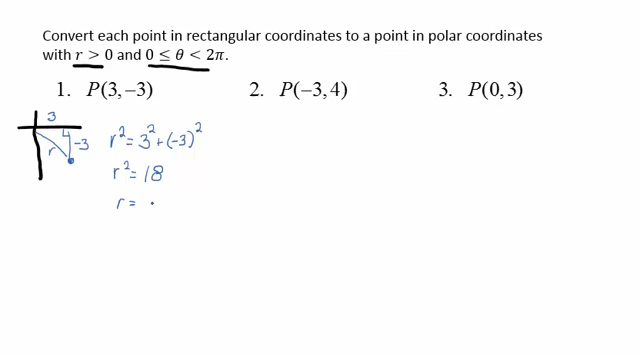 Convert each point in rectangular coordinates to a point in polar coordinates
with r > 0 and 0 ≤ θ < 2π.
1. P(3,−3) 2. P(−3,4) 3. P(0,3)
3
r -3
r² = 3² + (-3)²
r² = 18
r =